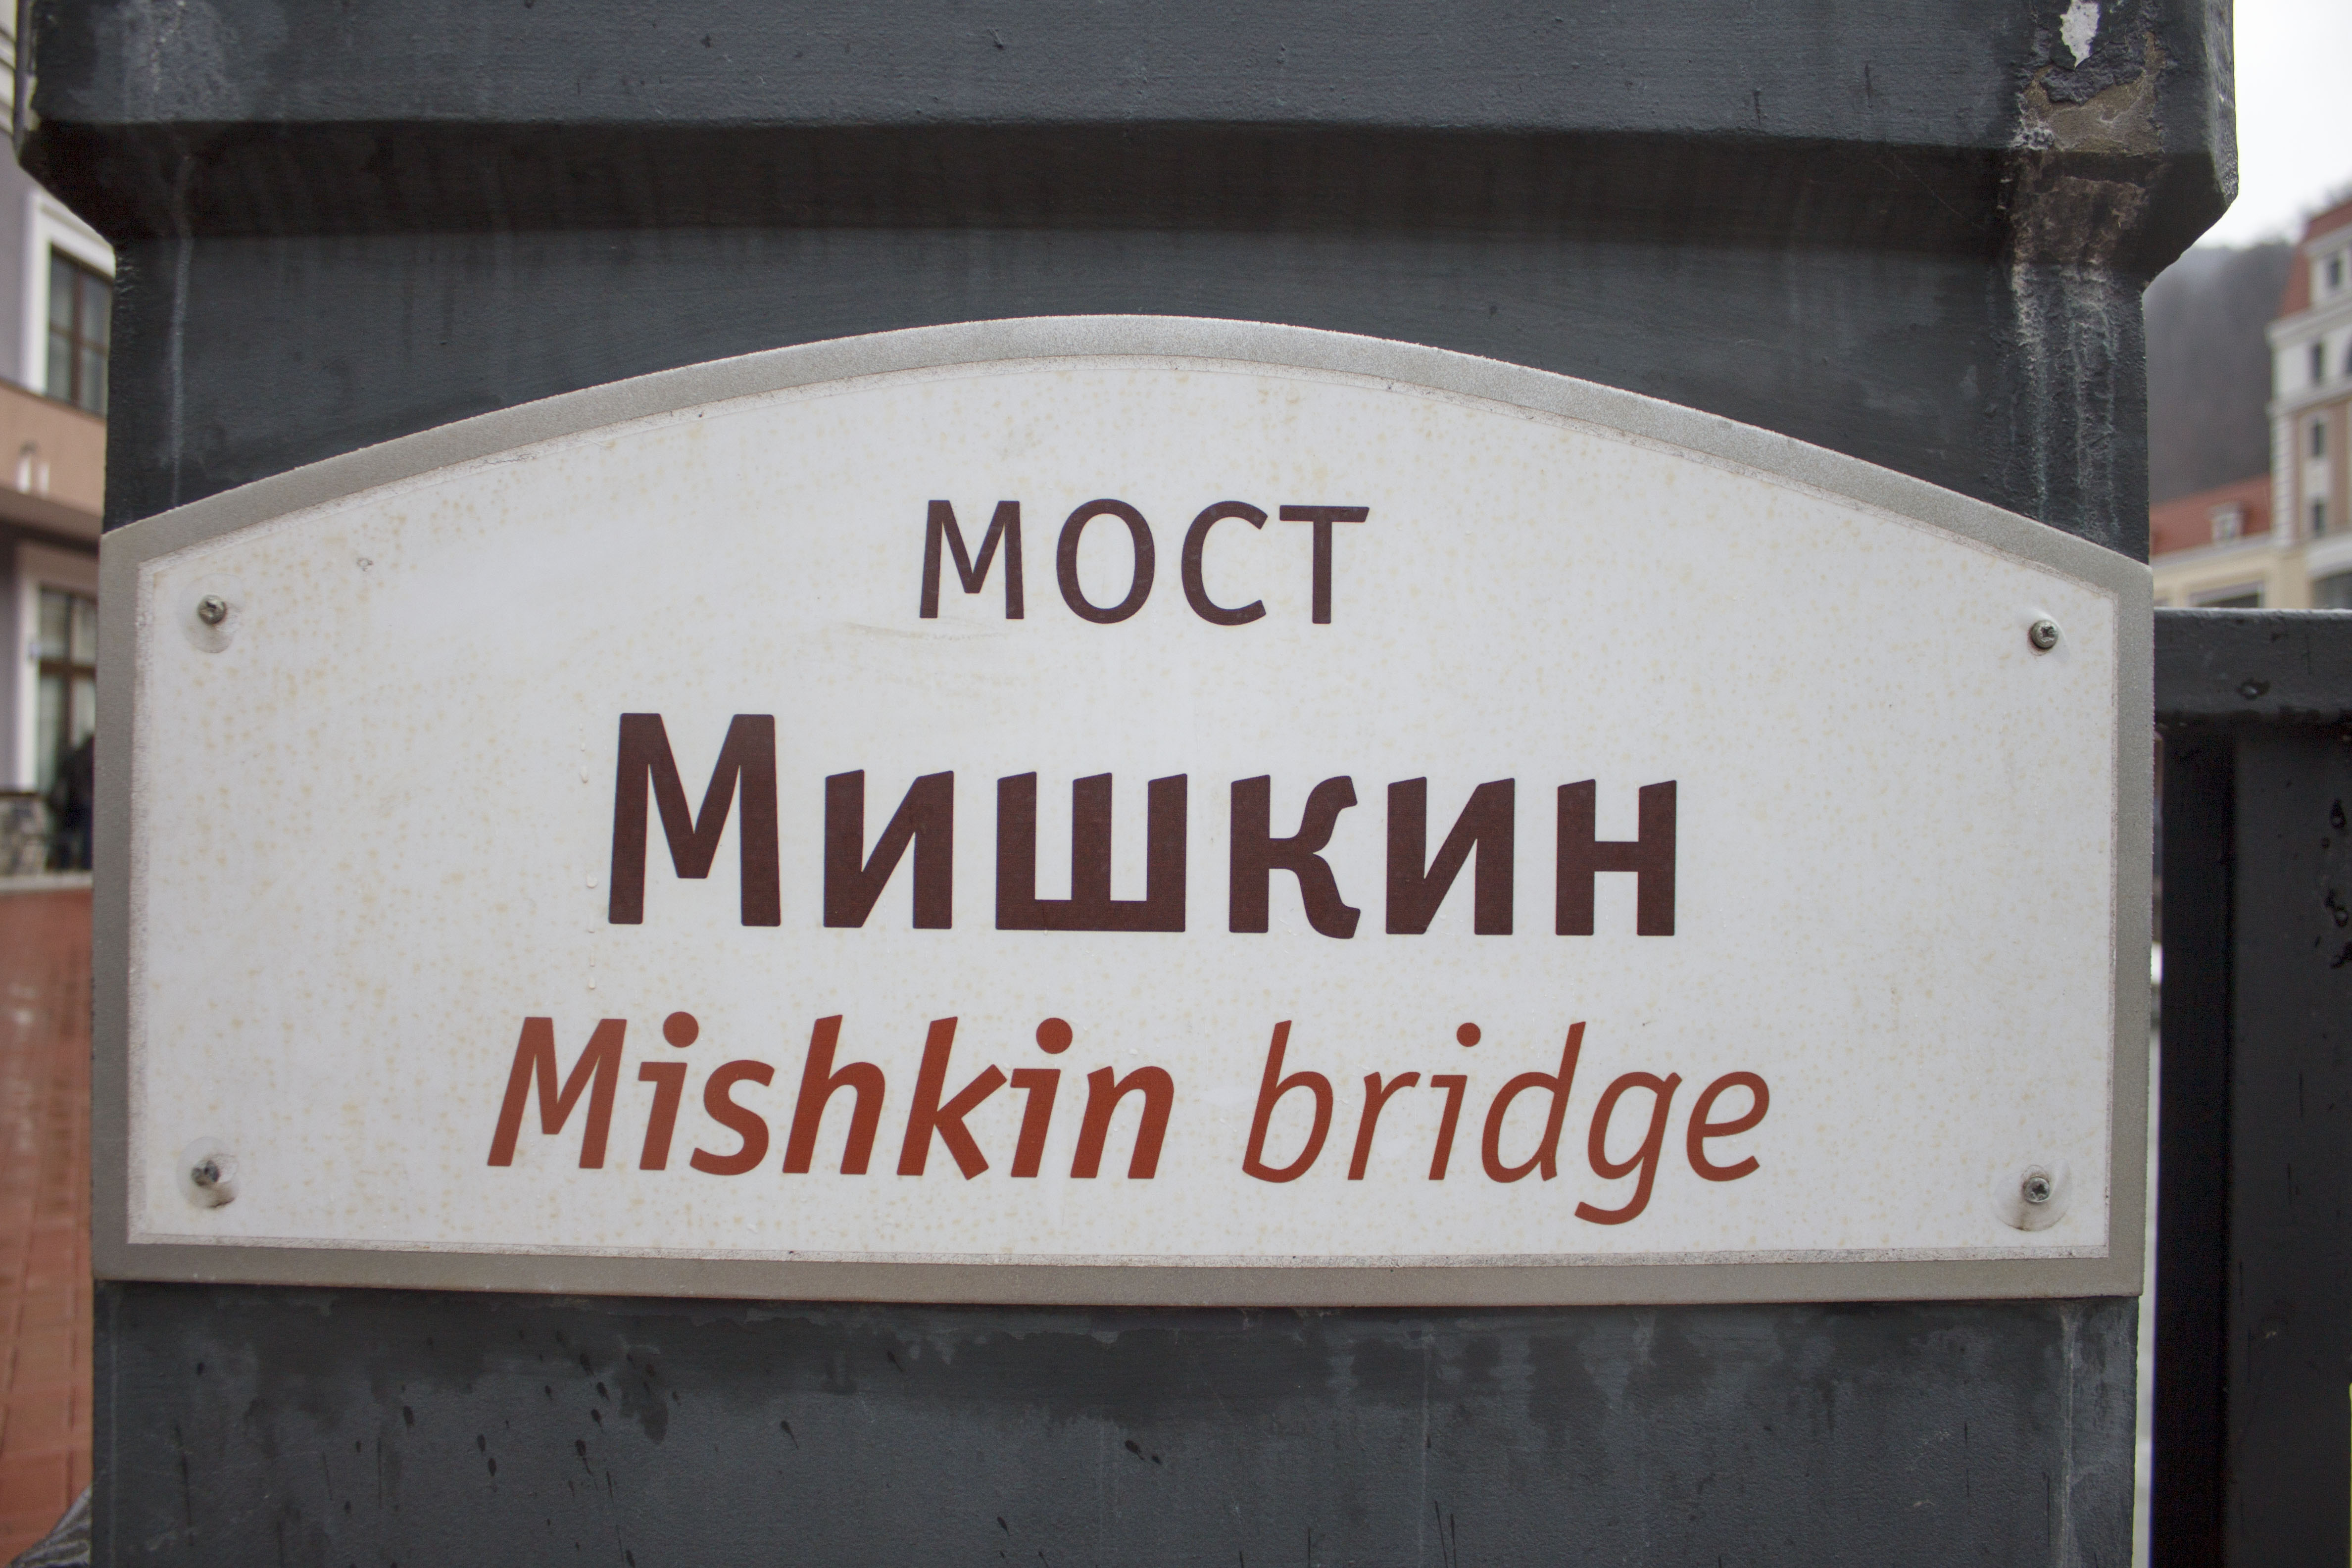 мост
Мишкин
Mishkin bridge